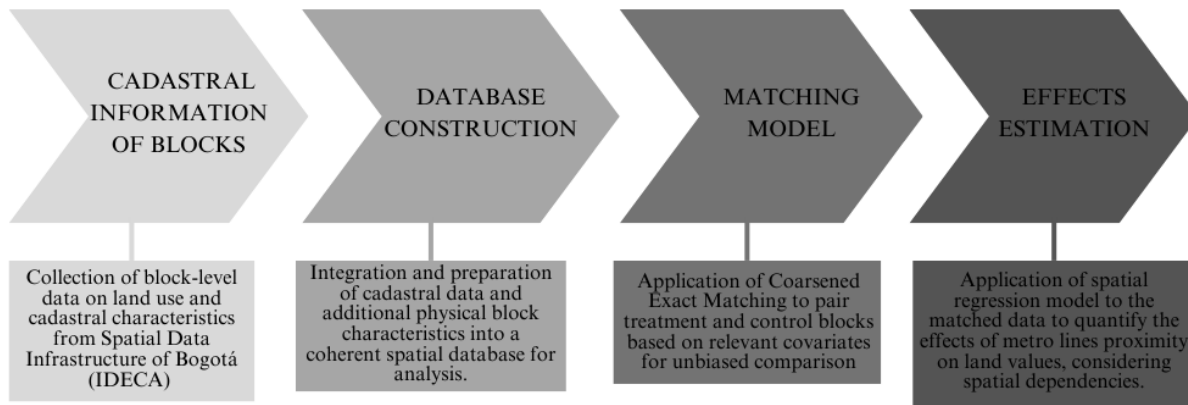 CADASTRAL
INFORMATION
OF BLOCKS
DATABASE
CONSTRUCTION
MATCHING
MODEL
EFFECTS
ESTIMATION
Collection of block-level
data on land use and
cadastral characteristics
from Spatial Data
Infrastructure of Bogotá
(IDECA)
Integration and preparation
of cadastral data and
additional physical block
characteristics into a
coherent spatial database for
analysis.
Application of Coarsened
Exact Matching to pair
treatment and control blocks
based on relevant covariates
for unbiased comparison
Application of spatial
regression model to the
matched data to quantify the
effects of metro lines proximity
on land values, considering
spatial dependencies.